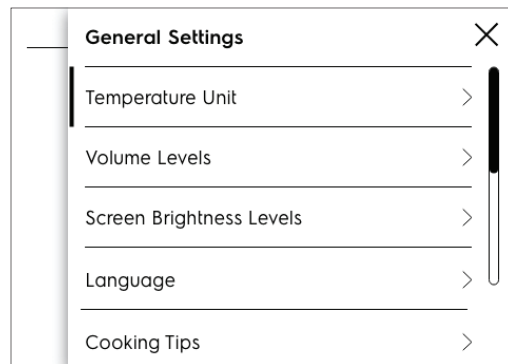 General Settings
Temperature Unit
Volume Levels
Screen Brightness Levels
Language
Cooking Tips